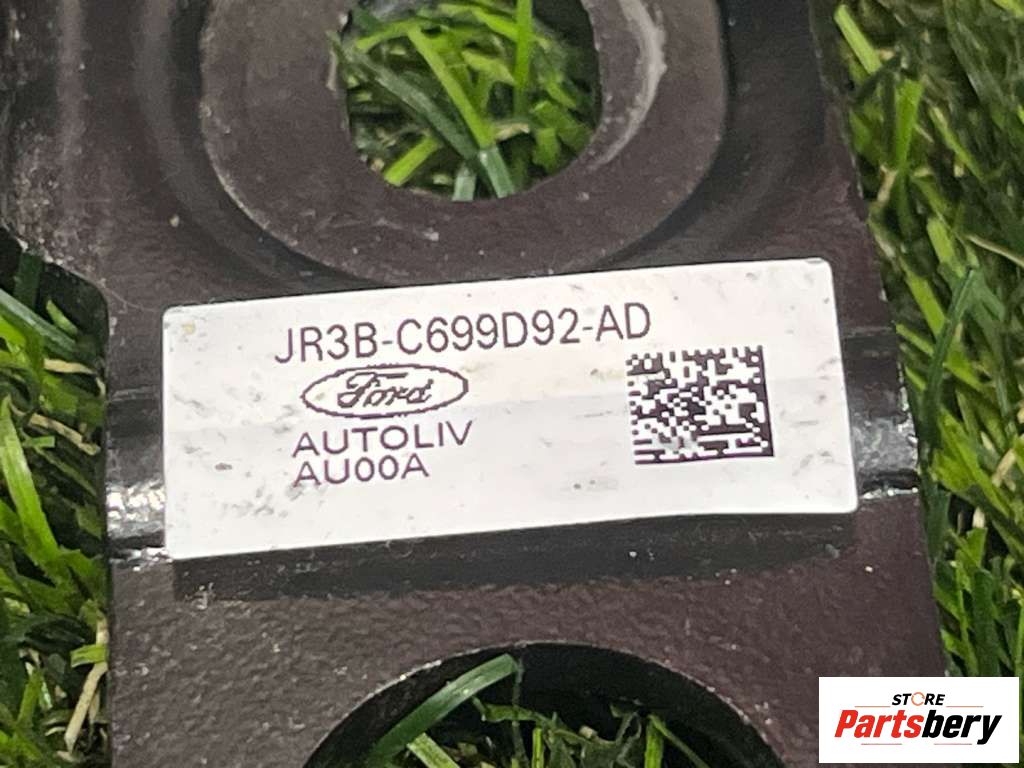 JR3B-C699D92-AD
Ford
AUTOLIV
AU00A
STORE
Partsbery